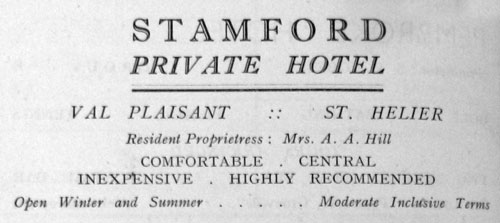 STAMFORD
PRIVATE HOTEL
VAL PLAISANT :: ST. HELIER
Resident Proprietress: Mrs. A. A. Hill
COMFORTABLE . CENTRAL
INEXPENSIVE . HIGHLY RECOMMENDED
Open Winter and Summer . . . . . Moderate Inclusive Terms